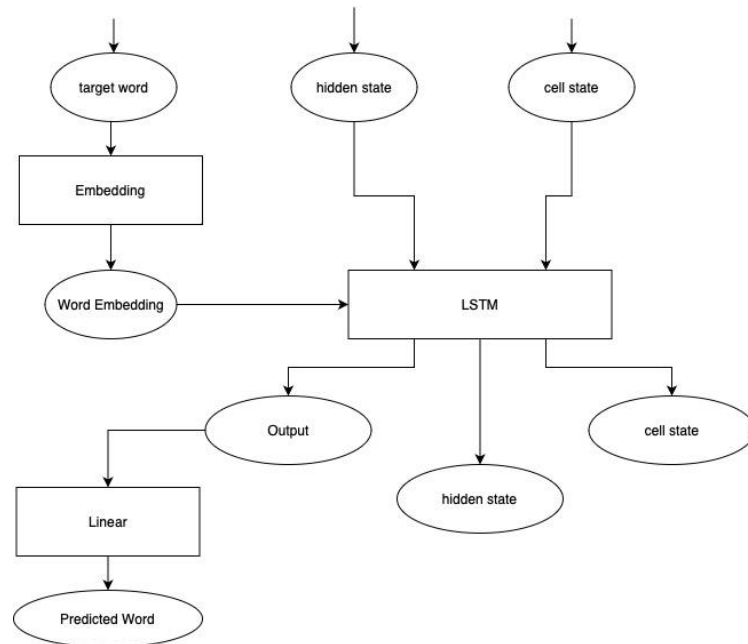 target word
hidden state
cell state
Embedding
Word Embedding
LSTM
Output
cell state
hidden state
Linear
Predicted Word